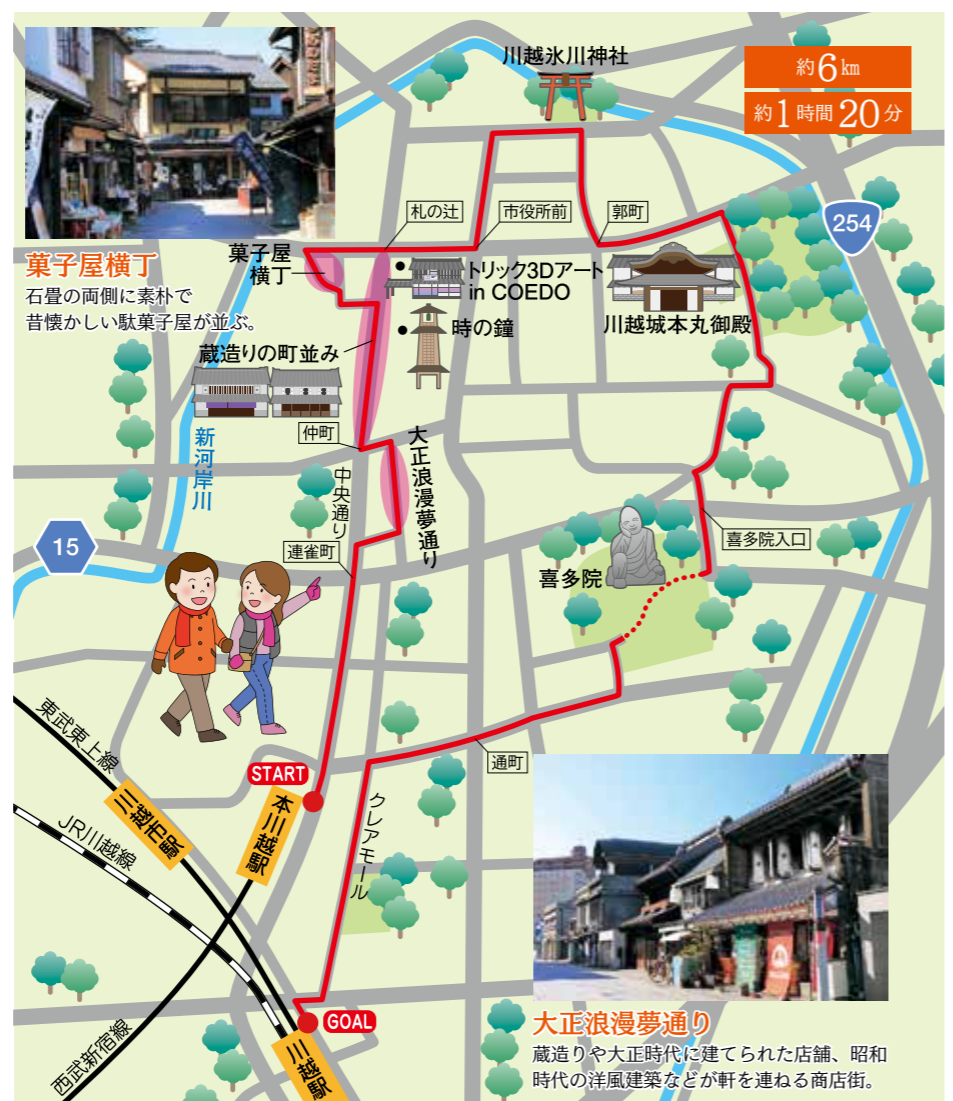 川越氷川神社
約6km
約1時間20分
254
札の辻
市役所前
郭町
菓子屋
横丁
トリック3Dアート
in COEDO
川越城本丸御殿
菓子屋横丁
石畳の両側に素朴で
昔懐かしい駄菓子屋が並ぶ。
時の鐘
蔵造りの町並み
仲町
新河岸川
大正浪漫夢通り
中央通り
連雀町
15
喜多院入口
喜多院
東武東上線
川越市駅
JR川越線
START
本川越駅
通町
クレアモール
西武新宿線
GOAL
川越駅
大正浪漫夢通り
蔵造りや大正時代に建てられた店舗、昭和
時代の洋風建築などが軒を連ねる商店街。